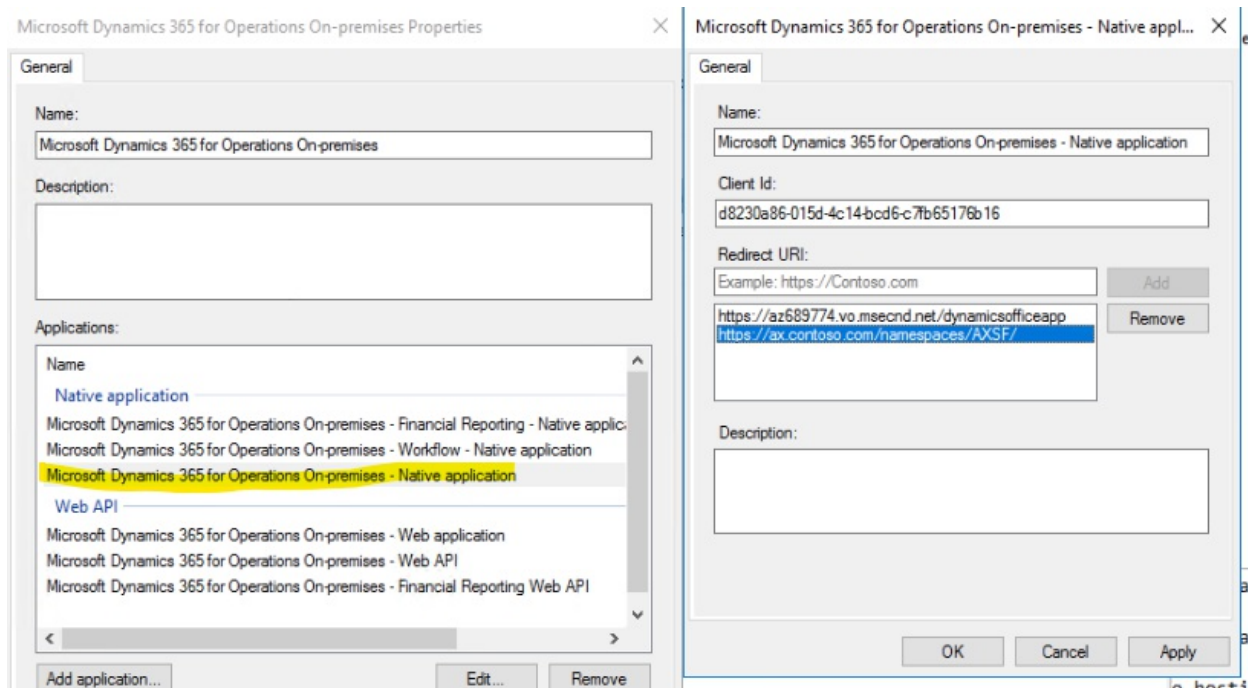 Microsoft Dynamics 365 for Operations On-premises Properties
General
Name:
Microsoft Dynamics 365 for Operations On-premises
Description:
Applications:
Name
Native application
Microsoft Dynamics 365 for Operations On-premises - Financial Reporting - Native applic
Microsoft Dynamics 365 for Operations On-premises - Workflow - Native application
Microsoft Dynamics 365 for Operations On-premises - Native application
Web API
Microsoft Dynamics 365 for Operations On-premises - Web application
Microsoft Dynamics 365 for Operations On-premises - Web API
Microsoft Dynamics 365 for Operations On-premises - Financial Reporting Web API
Add application...
Edit...
Remove
Microsoft Dynamics 365 for Operations On-premises - Native appl...
General
Name:
Microsoft Dynamics 365 for Operations On-premises - Native application
Client Id:
d8230a86-015d-4c14-bcd6-c7fb65176b16
Redirect URI:
Example: https://Contoso.com
Add
https://az689774.vo.msecnd.net/dynamicsofficeapp
https://ax.contoso.com/namespaces/AXSF/
Remove
Description:
OK
Cancel
Apply